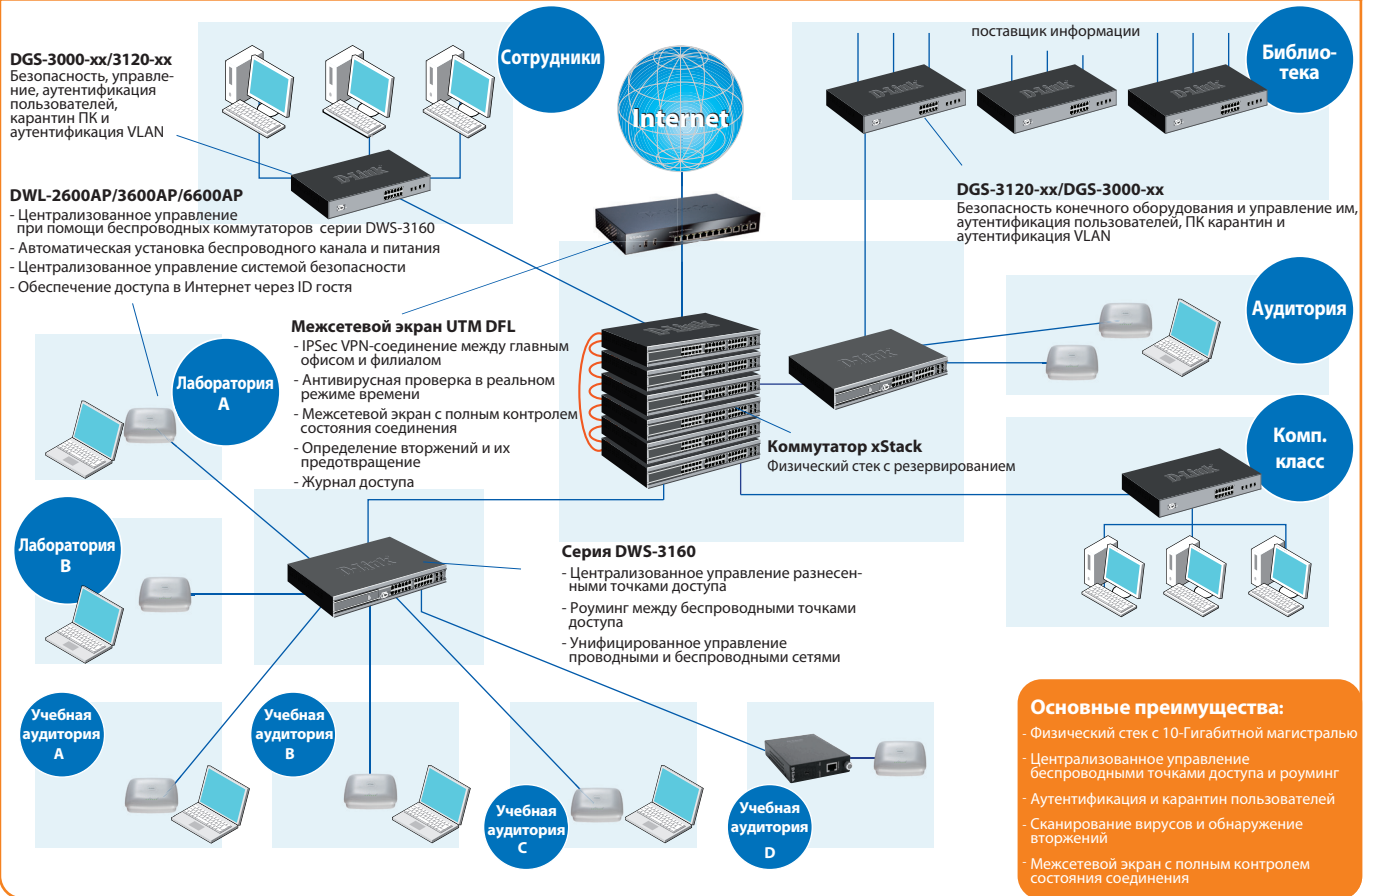 DGS-3000-xx/3120-xx
Безопасность, управле-
ние, аутентификация
пользователей,
карантин ПК и
аутентификация VLAN
D-Link
Сотрудники
Internet
поставщик информации
D-Link
D-Link
D-Link
Библио-
тека
DGS-3120-xx/DGS-3000-xx
Безопасность конечного оборудования и управление им,
аутентификация пользователей, ПК карантин и
аутентификация VLAN
DWL-2600AP/3600AP/6600AP
- Централизованное управление
при помощи беспроводных коммутаторов серии DWS-3160
- Автоматическая установка беспроводного канала и питания
- Централизованное управление системой безопасности
- Обеспечение доступа в Интернет через ID гостя
Межсетевой экран UTM DFL
- IPSec VPN-соединение между главным
офисом и филиалом
- Антивирусная проверка в реальном
режиме времени
- Межсетевой экран с полным контролем
состояния соединения
- Определение вторжений и их
предотвращение
- Журнал доступа
D-Link
Коммутатор xStack
Физический стек с резервированием
D-Link
Аудитория
Комп.
класс
D-Link
Лаборатория
A
Лаборатория
B
D-Link
Серия DWS-3160
- Централизованное управление разнесен-
ными точками доступа
- Роуминг между беспроводными точками
доступа
- Унифицированное управление
проводными и беспроводными сетями
Учебная
аудитория
A
Учебная
аудитория
B
Учебная
аудитория
C
Учебная
аудитория
D
Основные преимущества:
- Физический стек с 10-Гигабитной магистралью
- Централизованное управление
беспроводными точками доступа и роуминг
- Аутентификация и карантин пользователей
- Сканирование вирусов и обнаружение
вторжений
- Межсетевой экран с полным контролем
состояния соединения